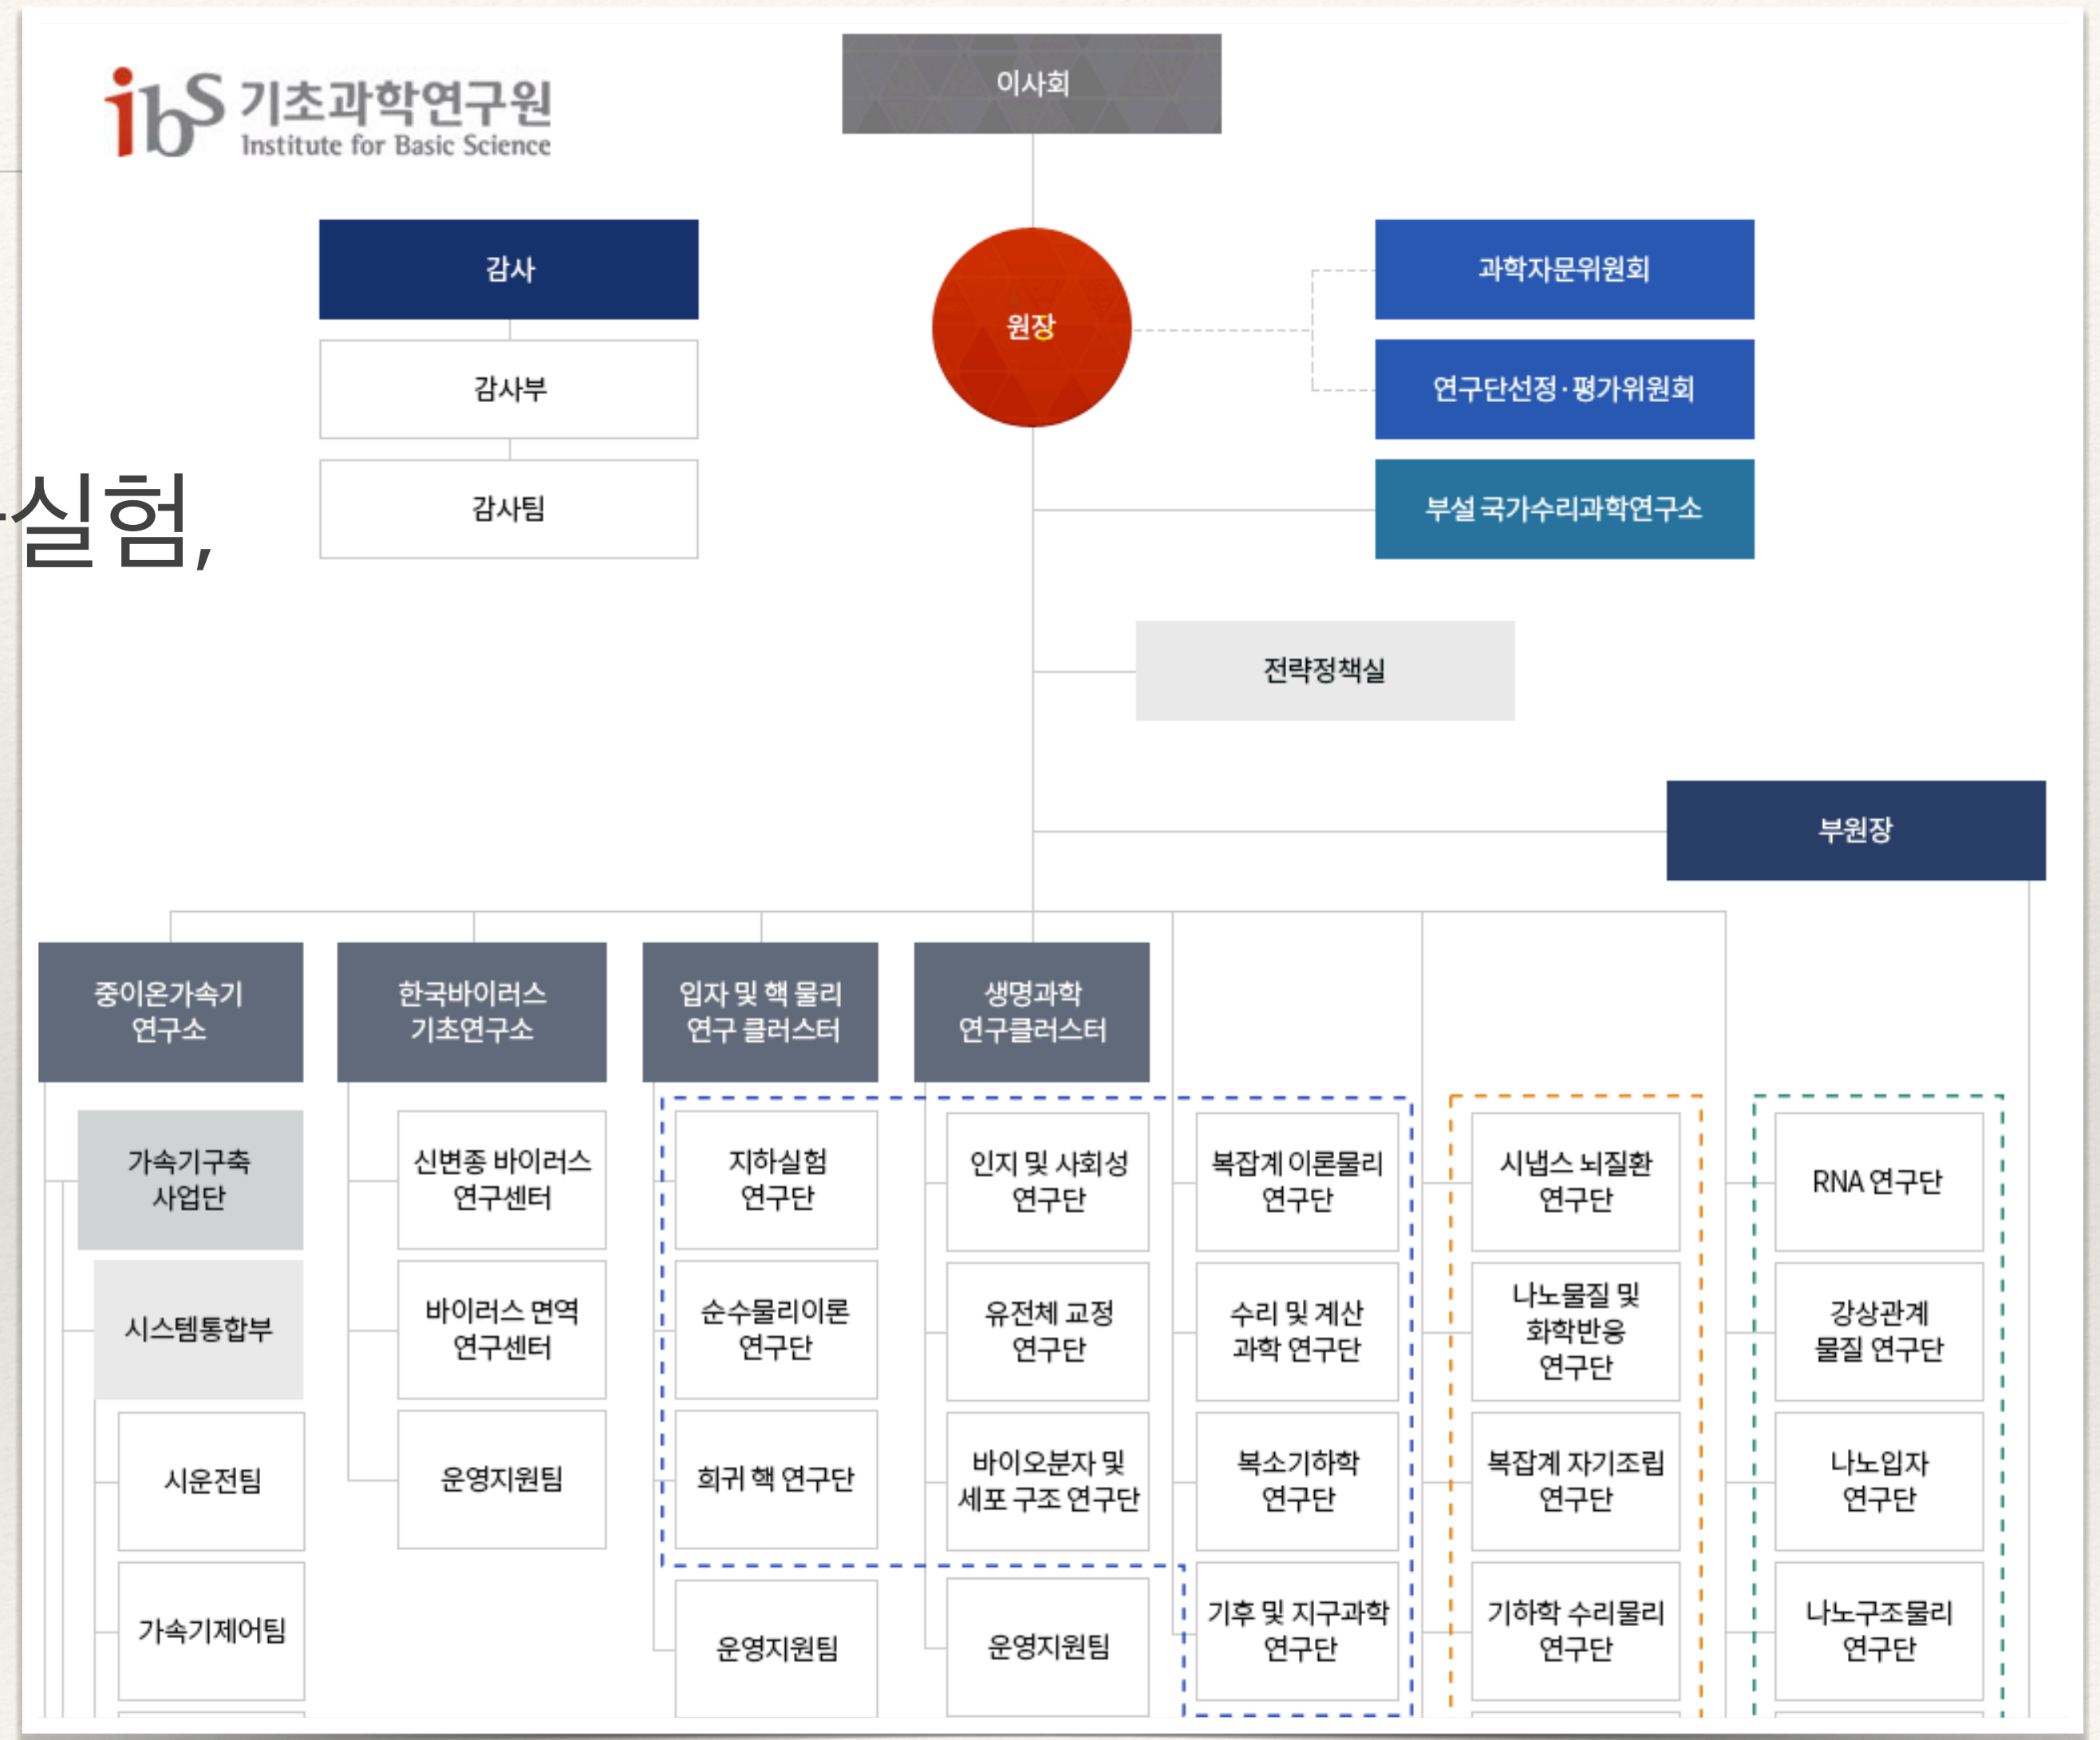 ibS 기초과학연구원
Institute for Basic Science
이사회
감사
감사부
감사팀
원장
과학자문위원회
연구단선정·평가위원회
부설 국가수리과학연구소
실험,
전략정책실
부원장
중이온가속기
연구소
한국바이러스
기초연구소
입자 및 핵 물리
연구 클러스터
생명과학
연구클러스터
가속기구축
사업단
시스템통합부
시운전팀
가속기제어팀
신변종 바이러스
연구센터
바이러스 면역
연구센터
운영지원팀
지하실험
연구단
순수물리이론
연구단
희귀 핵 연구단
운영지원팀
인지 및 사회성
연구단
유전체 교정
연구단
바이오분자 및
세포 구조 연구단
운영지원팀
복잡계 이론물리
연구단
수리 및 계산
과학 연구단
복소기하학
연구단
기후 및 지구과학
연구단
시냅스 뇌질환
연구단
나노물질 및
화학반응
연구단
복잡계 자기조립
연구단
기하학 수리물리
연구단
RNA 연구단
강상관계
물질 연구단
나노입자
연구단
나노구조물리
연구단